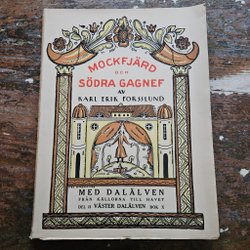 MOCKFJÄRD
OCH
SÖDRA GAGNEF
AV
KARL ERIK FORSSLUND
MED DALÄLVEN
FRÅN KÄLLORNA TILL HAVET
DEL II VÄSTER DALÄLVEN BOK X